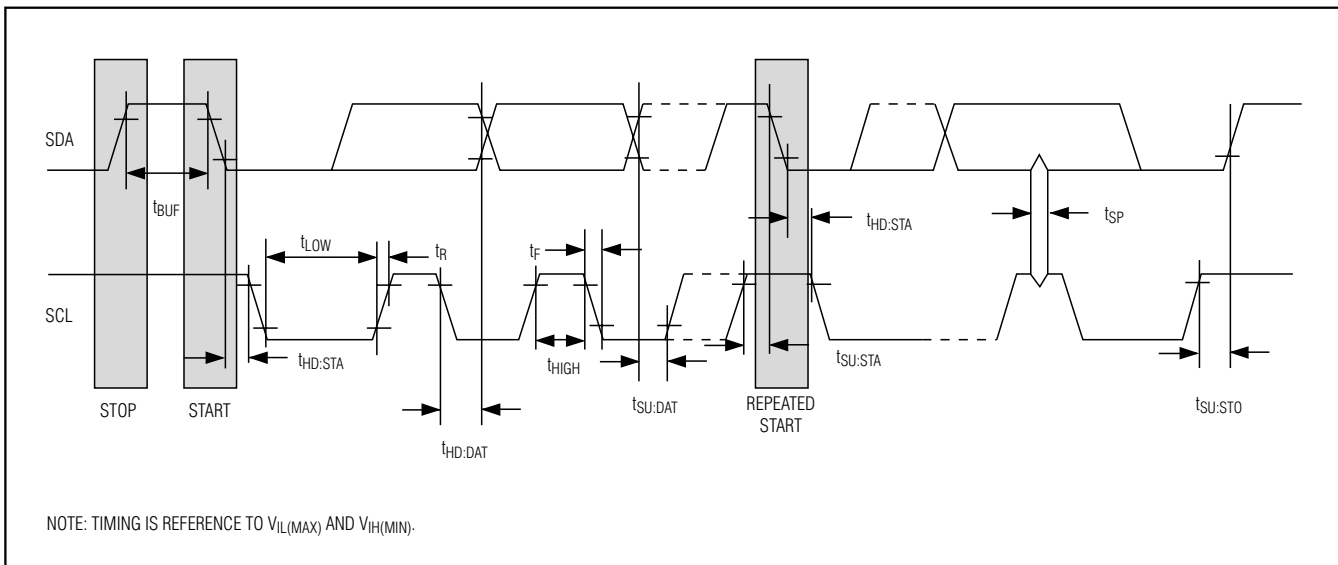 SDA
tBUF
tLOW
tR
tF
tHD:STA
tSP
SCL
tHD:STA
tHIGH
tSU:STA
STOP
START
tSU:DAT
REPEATED
START
tSU:STO
tHD:DAT
NOTE: TIMING IS REFERENCE TO VIL(MAX) AND VIH(MIN).